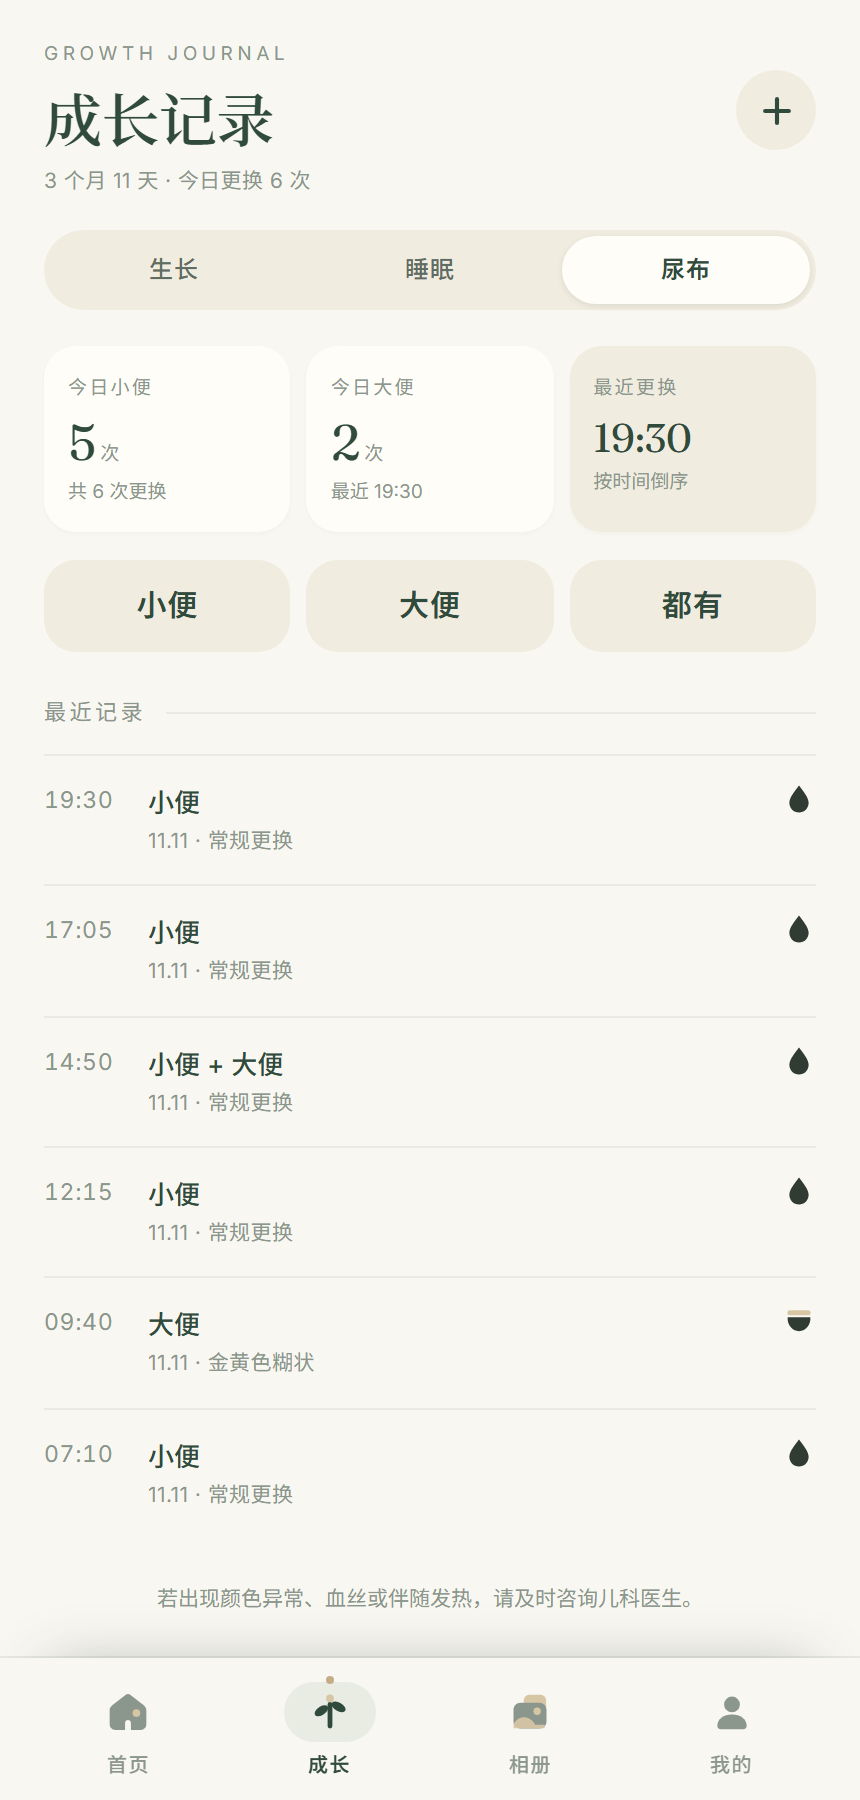 GROWTH JOURNAL
成长记录
3 个月 11 天 · 今日更换 6 次
生长
睡眠
尿布
今日小便
5 次
共 6 次更换
今日大便
2 次
最近 19:30
最近更换
19:30
按时间倒序
小便
大便
都有
最近记录
19:30 小便
11.11 · 常规更换
17:05 小便
11.11 · 常规更换
14:50 小便 + 大便
11.11 · 常规更换
12:15 小便
11.11 · 常规更换
09:40 大便
11.11 · 金黄色糊状
07:10 小便
11.11 · 常规更换
若出现颜色异常、血丝或伴随发热，请及时咨询儿科医生。
首页
成长
相册
我的